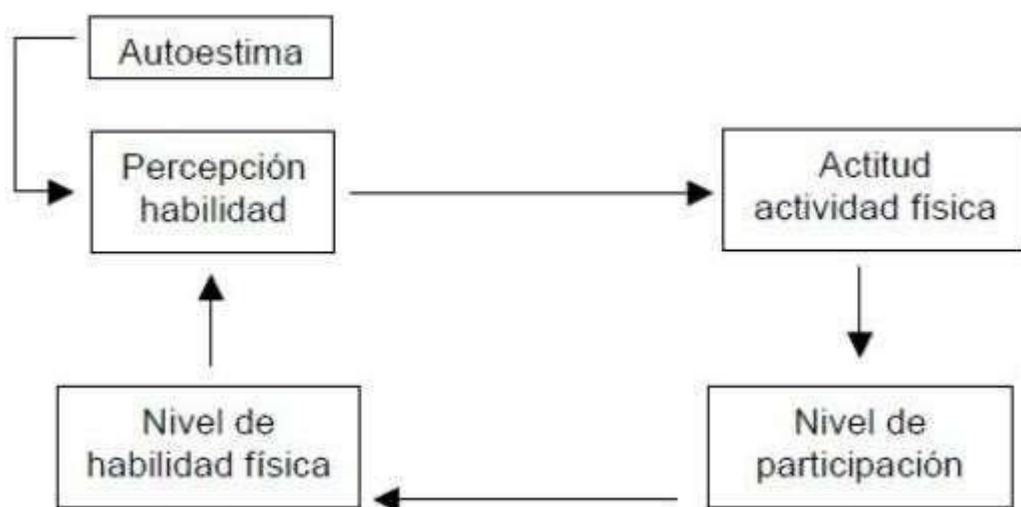 Autoestima
Percepción
habilidad
Actitud
actividad física
Nivel de
habilidad física
Nivel de
participación